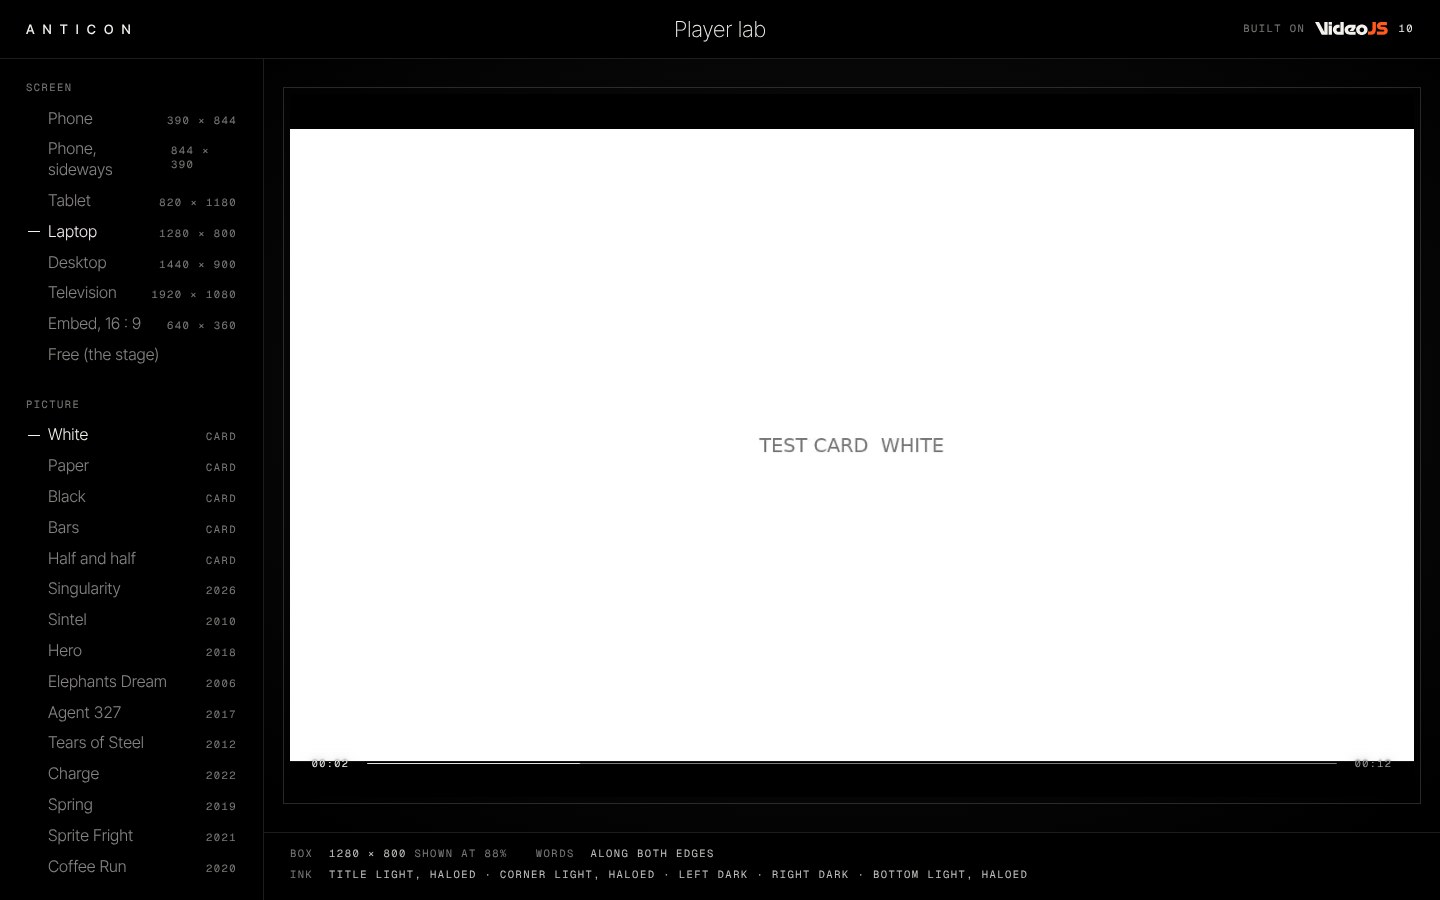 ANTICON
Player lab
BUILT ON VideoJS 10
SCREEN
Phone 390 × 844
Phone, sideways 844 × 390
Tablet 820 × 1180
Laptop 1280 × 800
Desktop 1440 × 900
Television 1920 × 1080
Embed, 16 : 9 640 × 360
Free (the stage)
PICTURE
White CARD
Paper CARD
Black CARD
Bars CARD
Half and half CARD
Singularity 2026
Sintel 2010
Hero 2018
Elephants Dream 2006
Agent 327 2017
Tears of Steel 2012
Charge 2022
Spring 2019
Sprite Fright 2021
Coffee Run 2020
TEST CARD WHITE
00:02 00:12
BOX 1280 × 800 SHOWN AT 88% WORDS ALONG BOTH EDGES
INK TITLE LIGHT, HALOED · CORNER LIGHT, HALOED · LEFT DARK · RIGHT DARK · BOTTOM LIGHT, HALOED